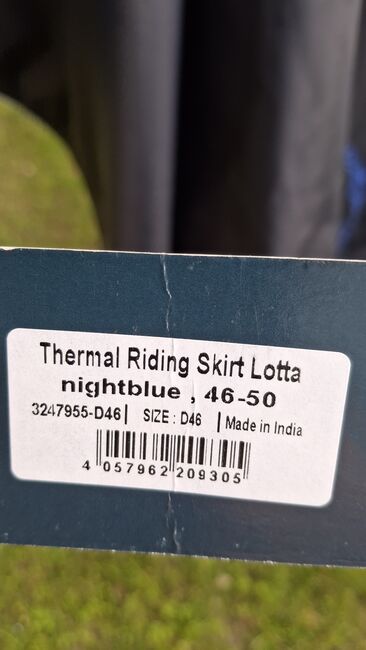 Thermal Riding Skirt Lotta
nightblue , 46-50
3247955-D46 | SIZE : D46 | Made in India
4 057962 209305